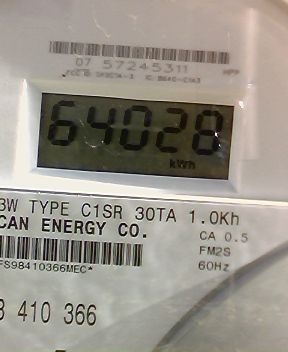 07 57245311
64028
kWh
3W TYPE C1SR 30TA 1.0Kh
CAN ENERGY CO.
CA 0.5
FM2S
FS98410366MEC*
60Hz
410 366